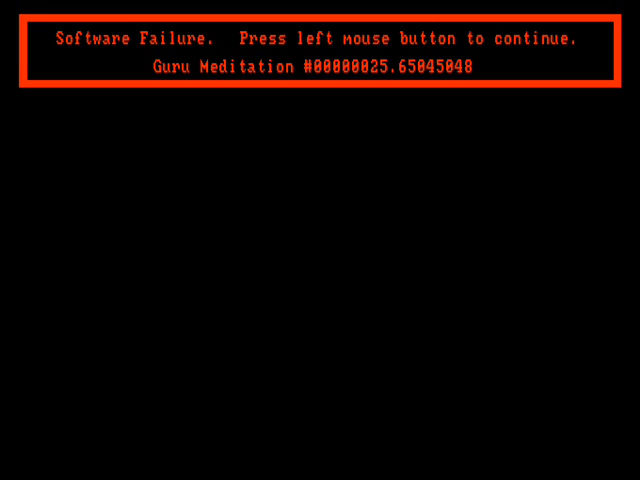 Software Failure.   Press left mouse button to continue.
Guru Meditation #00000025.65045048